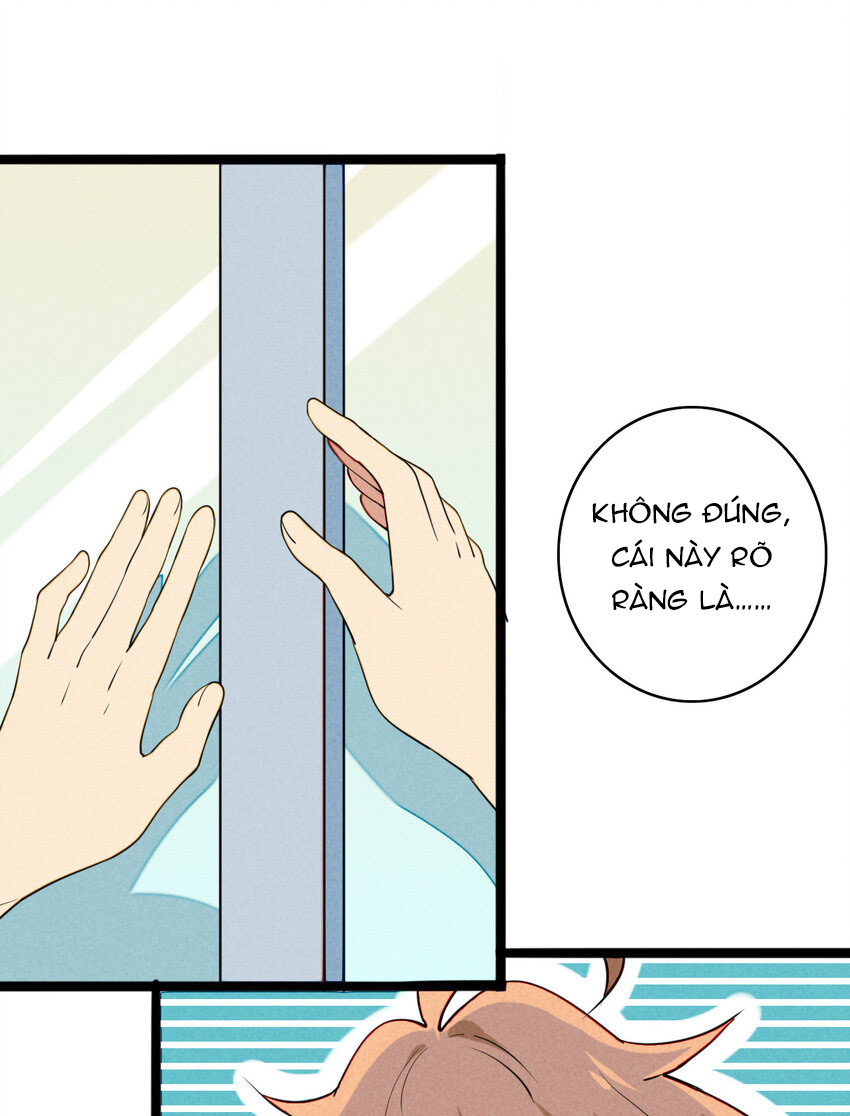 KHÔNG ĐÚNG,
CÁI NÀY RÕ
RÀNG LÀ......